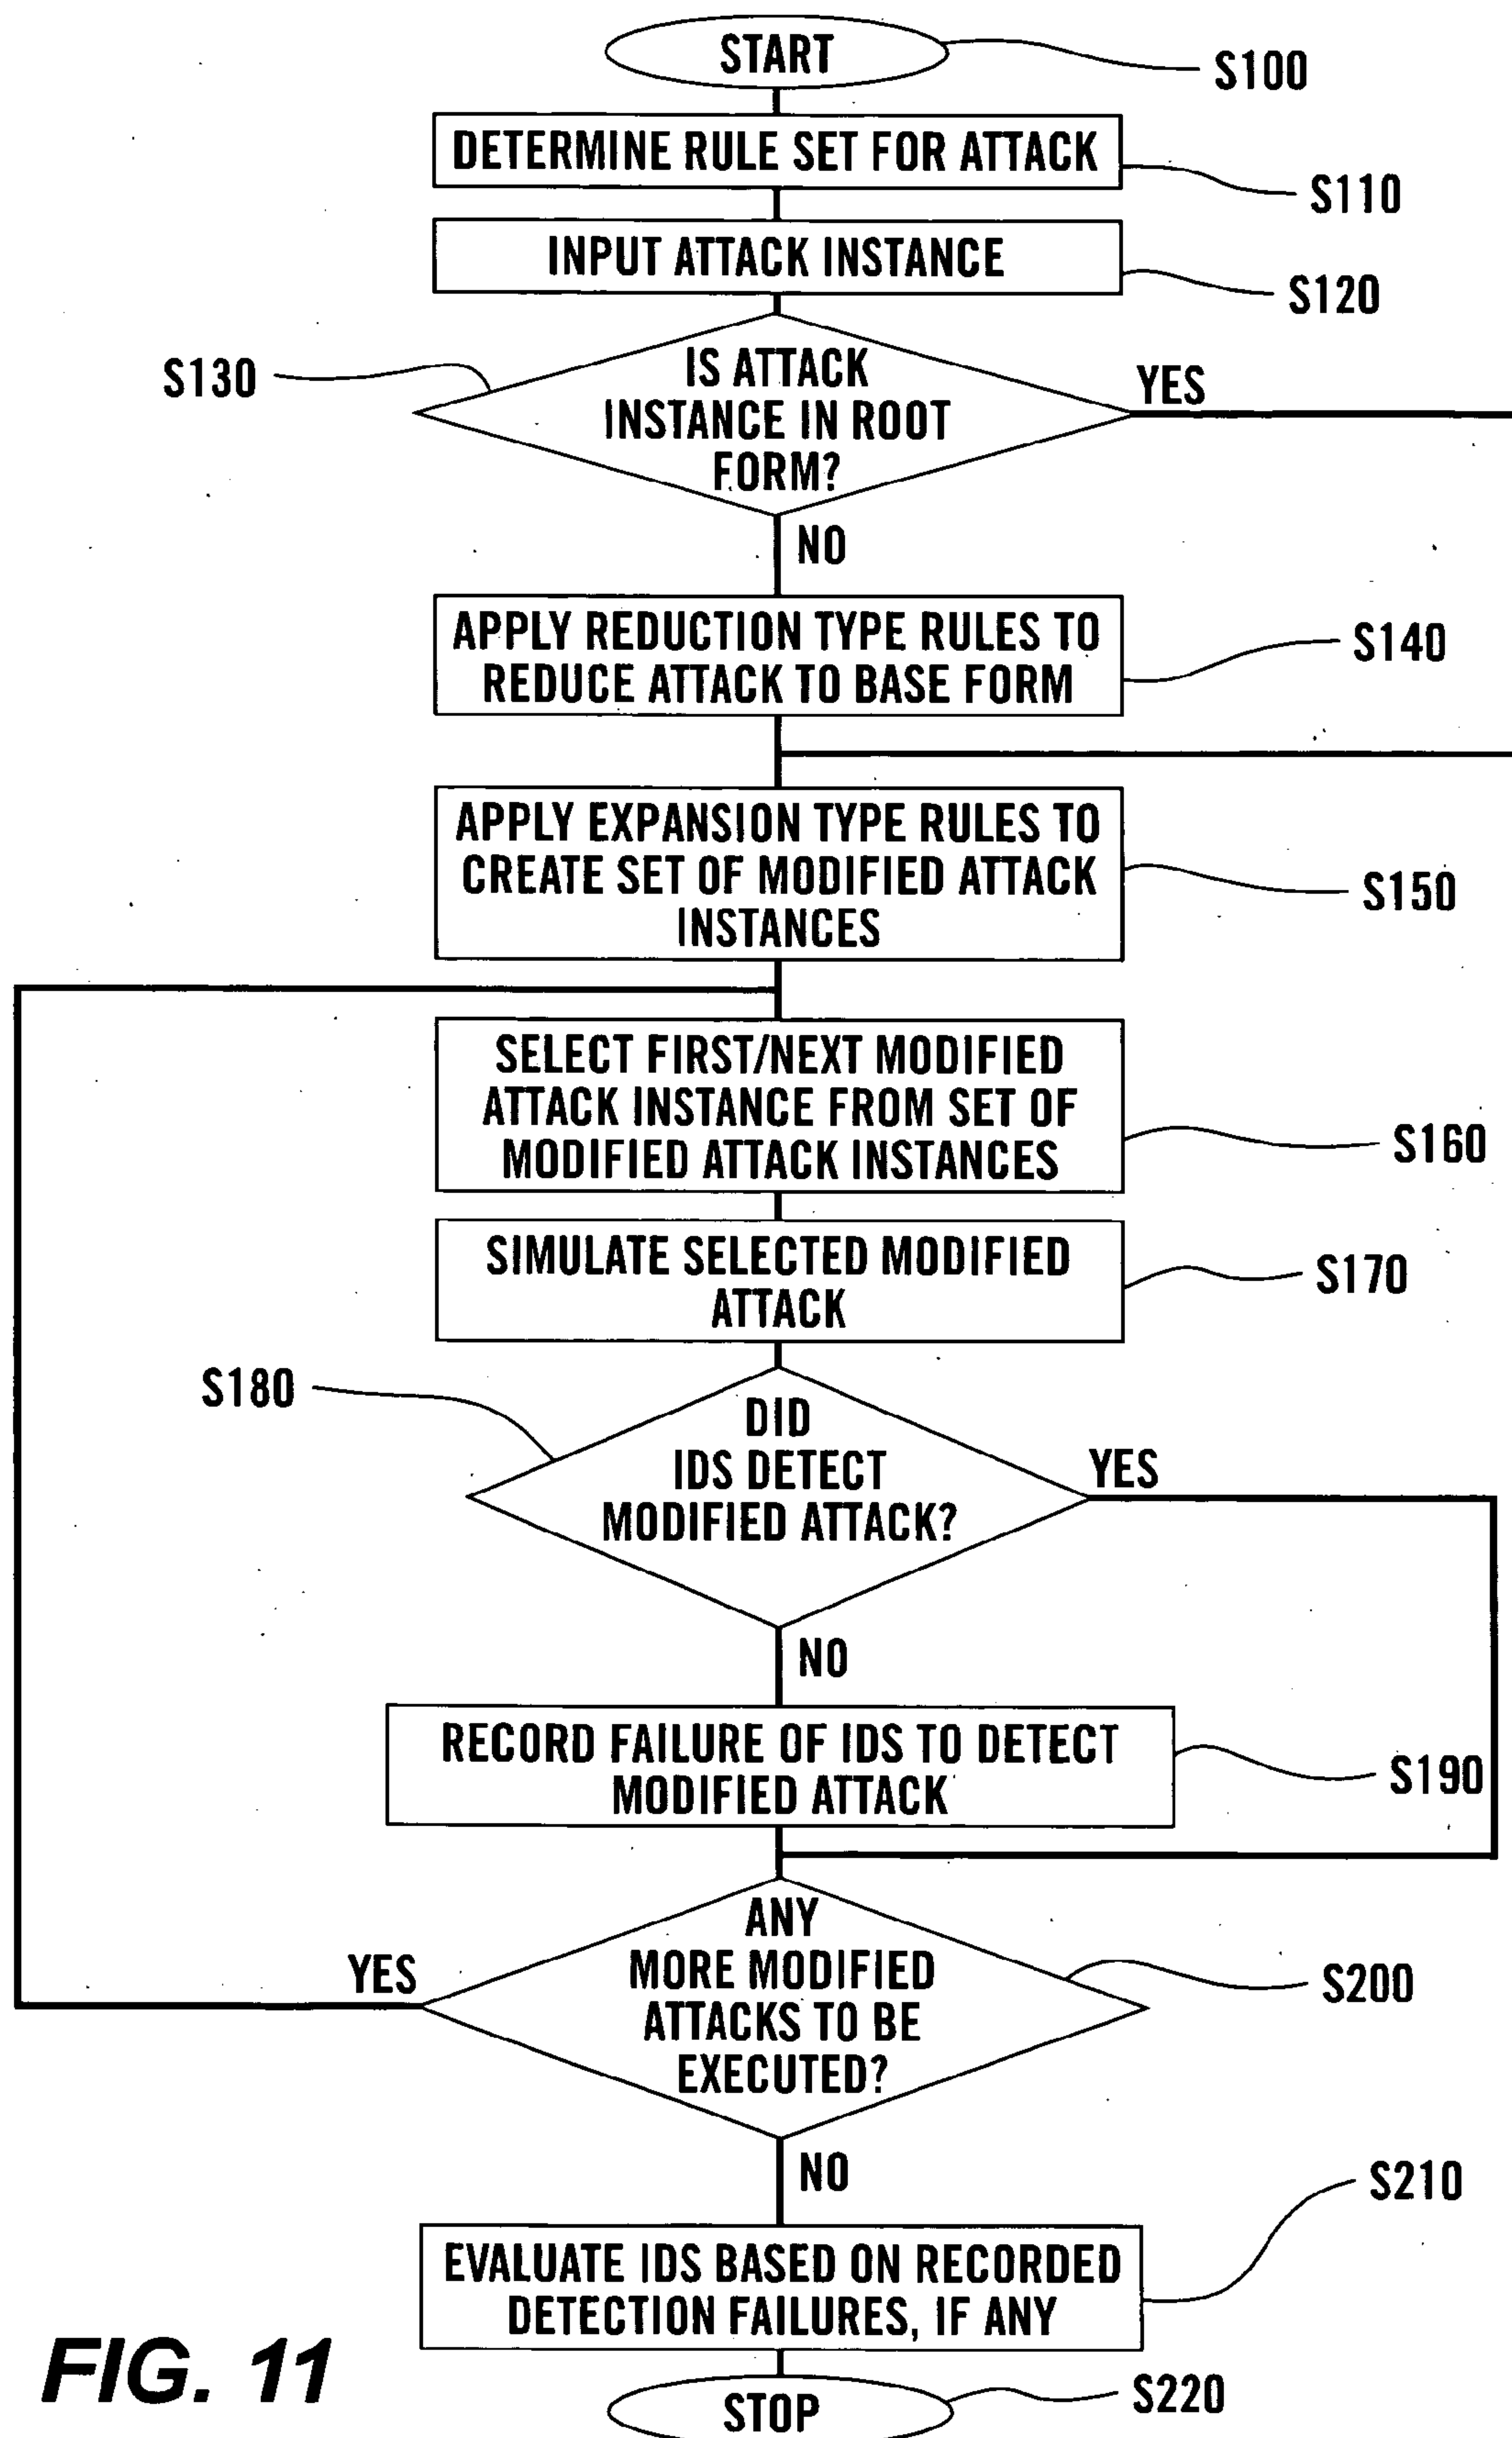 START
S100
DETERMINE RULE SET FOR ATTACK
S110
INPUT ATTACK INSTANCE
S120
S130
IS ATTACK
INSTANCE IN ROOT
FORM?
YES
NO
APPLY REDUCTION TYPE RULES TO
REDUCE ATTACK TO BASE FORM
S140
APPLY EXPANSION TYPE RULES TO
CREATE SET OF MODIFIED ATTACK
INSTANCES
S150
SELECT FIRST/NEXT MODIFIED
ATTACK INSTANCE FROM SET OF
MODIFIED ATTACK INSTANCES
S160
SIMULATE SELECTED MODIFIED
ATTACK
S170
S180
DID
IDS DETECT
MODIFIED ATTACK?
YES
NO
RECORD FAILURE OF IDS TO DETECT
MODIFIED ATTACK
S190
ANY
MORE MODIFIED
ATTACKS TO BE
EXECUTED?
YES
S200
NO
S210
EVALUATE IDS BASED ON RECORDED
DETECTION FAILURES, IF ANY
FIG. 11
STOP
S220